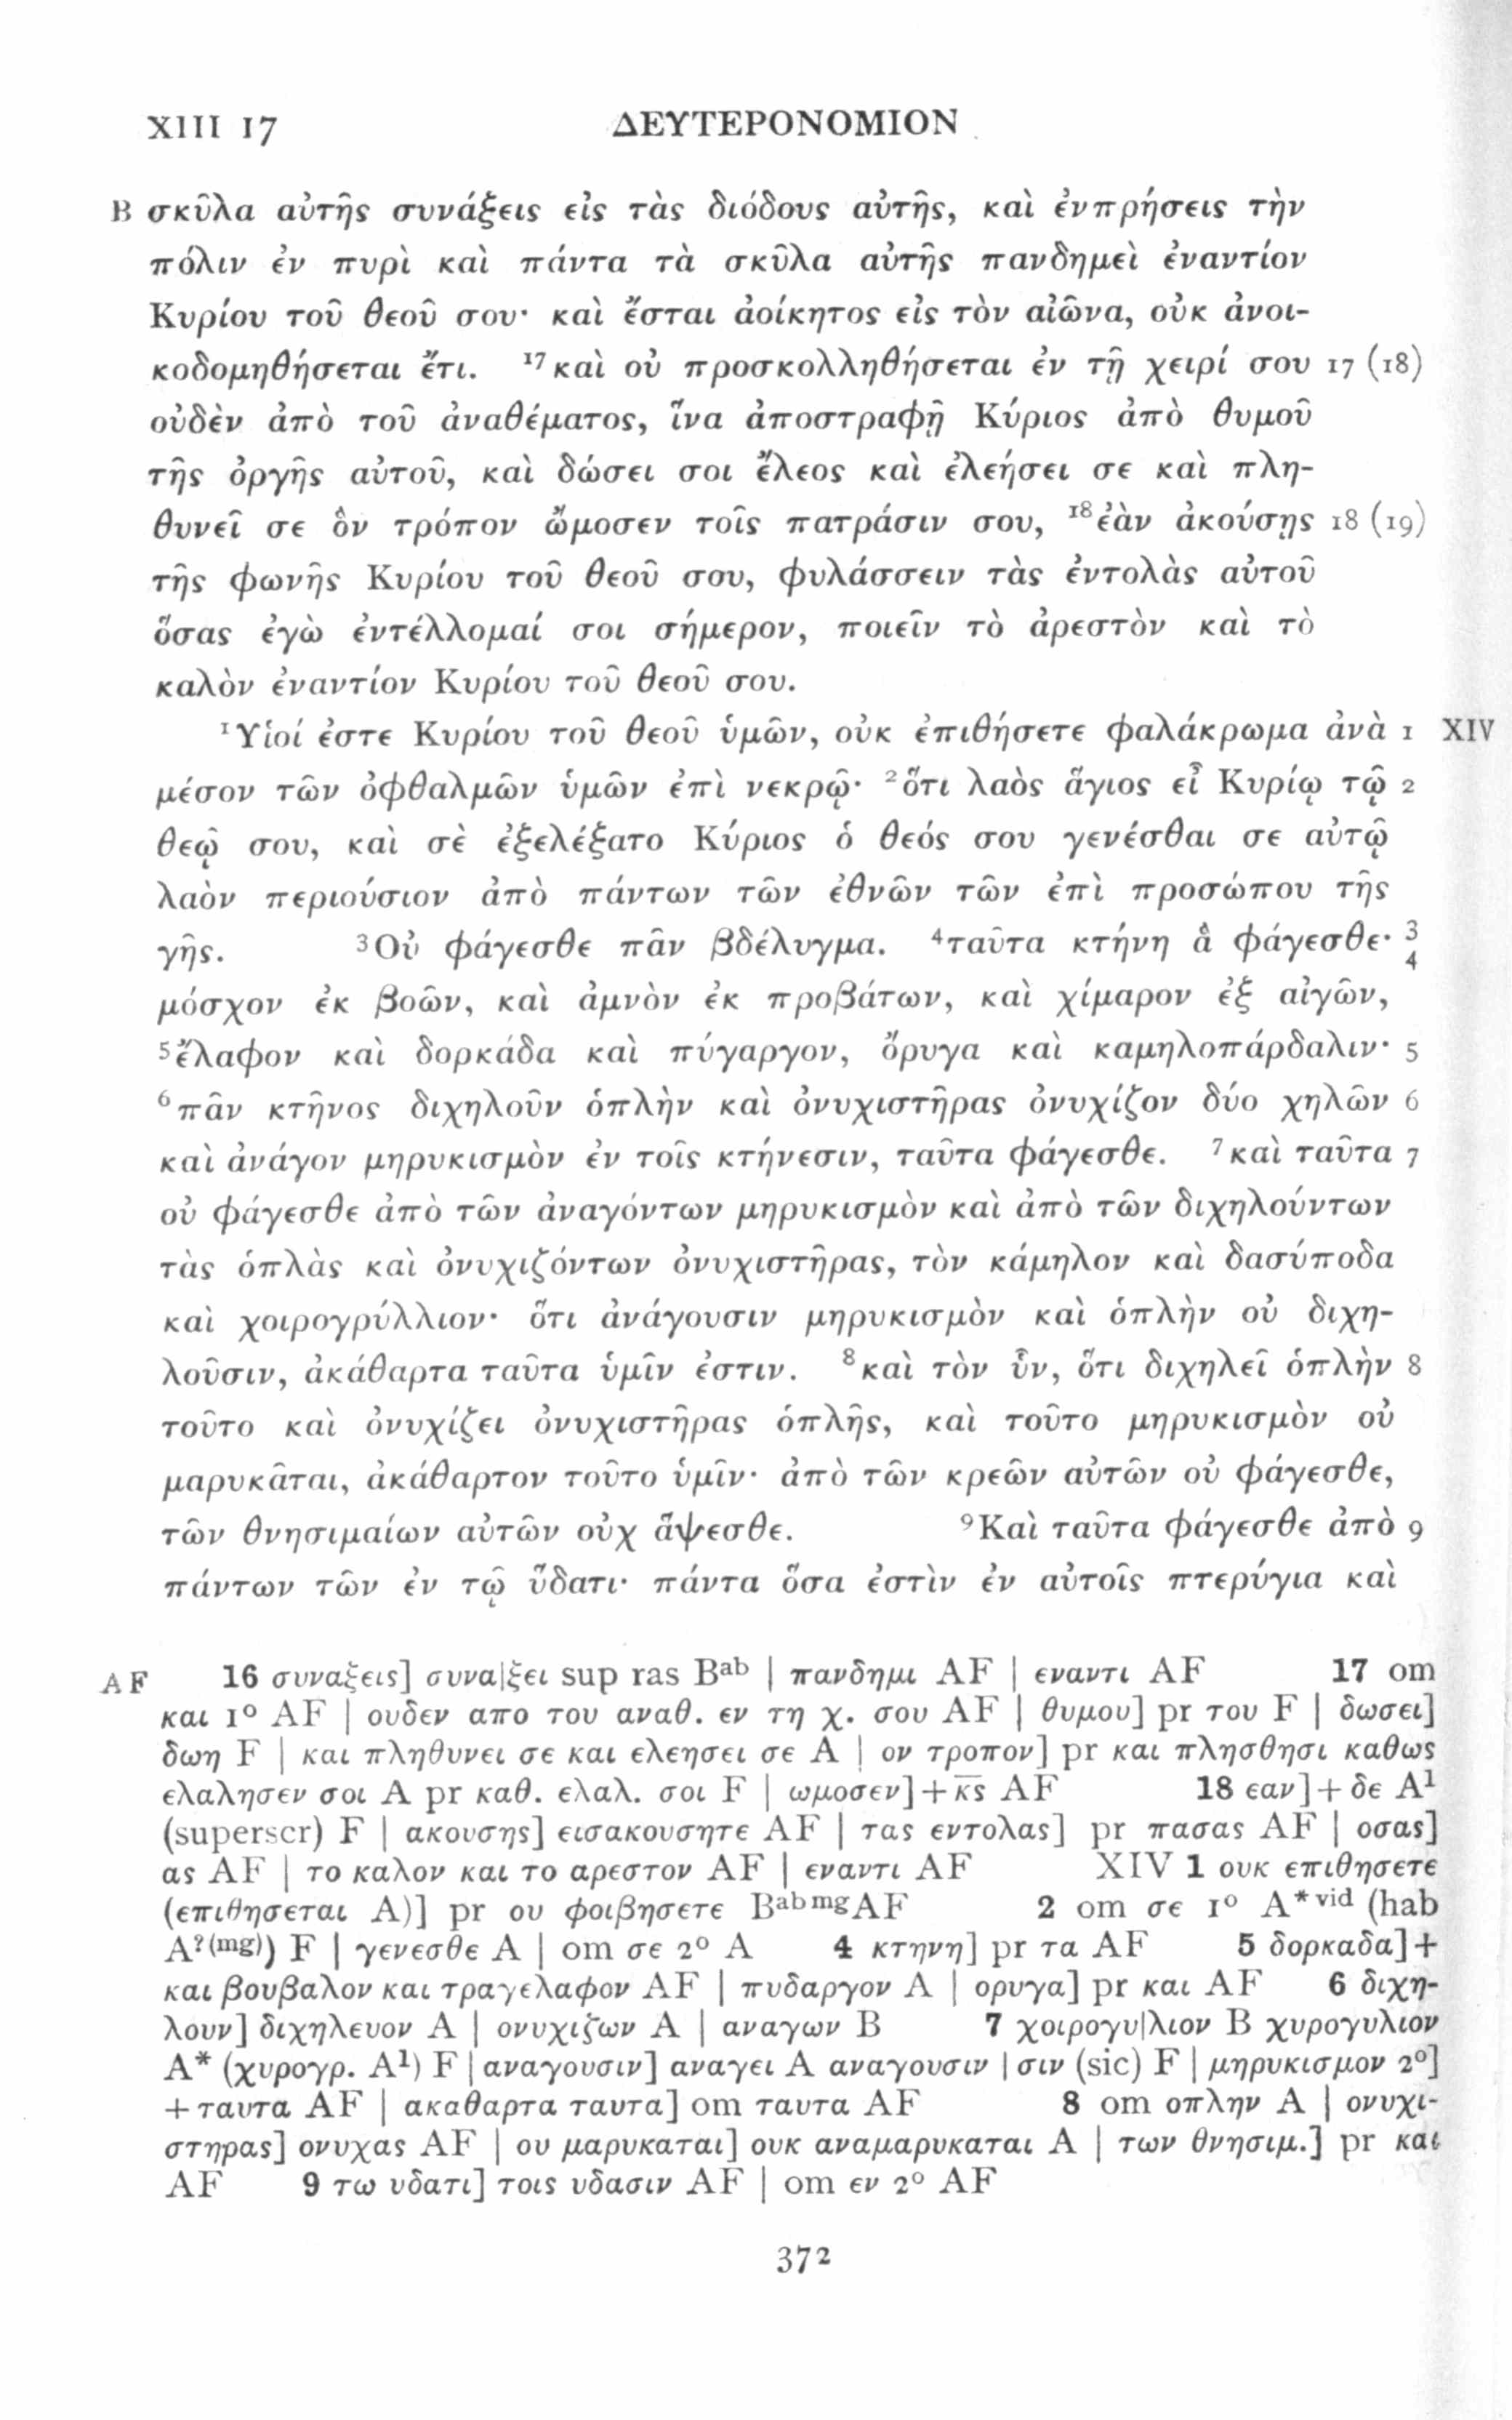 XIII 17 ΔΕΥΤΕΡΟΝΟΜΙΟΝ
B σκῦλα αὐτῆς συνάξεις εἰς τὰς διόδους αὐτῆς, καὶ ἐνπρήσεις τὴν
πόλιν ἐν πυρὶ καὶ πάντα τὰ σκῦλα αὐτῆς πανδημεὶ ἐναντίον
Κυρίου τοῦ θεοῦ σου· καὶ ἔσται ἀοίκητος εἰς τὸν αἰῶνα, οὐκ ἀνοι-
κοδομηθήσεται ἔτι. ¹⁷καὶ οὐ προσκολληθήσεται ἐν τῇ χειρί σου 17 (18)
οὐδὲν ἀπὸ τοῦ ἀναθέματος, ἵνα ἀποστραφῇ Κύριος ἀπὸ θυμοῦ
τῆς ὀργῆς αὐτοῦ, καὶ δώσει σοι ἔλεος καὶ ἐλεήσει σε καὶ πλη-
θυνεῖ σε ὃν τρόπον ὤμοσεν τοῖς πατράσιν σου, ¹⁸ἐὰν ἀκούσῃς 18 (19)
τῆς φωνῆς Κυρίου τοῦ θεοῦ σου, φυλάσσειν τὰς ἐντολὰς αὐτοῦ
ὅσας ἐγὼ ἐντέλλομαί σοι σήμερον, ποιεῖν τὸ ἀρεστὸν καὶ τὸ
καλὸν ἐναντίον Κυρίου τοῦ θεοῦ σου.
¹Υἱοί ἐστε Κυρίου τοῦ θεοῦ ὑμῶν, οὐκ ἐπιθήσετε φαλάκρωμα ἀνὰ 1 XIV
μέσον τῶν ὀφθαλμῶν ὑμῶν ἐπὶ νεκρῷ· ²ὅτι λαὸς ἅγιος εἶ Κυρίῳ τῷ 2
θεῷ σου, καὶ σὲ ἐξελέξατο Κύριος ὁ θεός σου γενέσθαι σε αὐτῷ
λαὸν περιούσιον ἀπὸ πάντων τῶν ἐθνῶν τῶν ἐπὶ προσώπου τῆς
γῆς. ³Οὐ φάγεσθε πᾶν βδέλυγμα. ⁴ταῦτα κτήνη ἃ φάγεσθε· 3 4
μόσχον ἐκ βοῶν, καὶ ἀμνὸν ἐκ προβάτων, καὶ χίμαρον ἐξ αἰγῶν,
⁵ἔλαφον καὶ δορκάδα καὶ πύγαργον, ὄρυγα καὶ καμηλοπάρδαλιν· 5
⁶πᾶν κτῆνος διχηλοῦν ὁπλὴν καὶ ὀνυχιστῆρας ὀνυχίζον δύο χηλῶν 6
καὶ ἀνάγον μηρυκισμὸν ἐν τοῖς κτήνεσιν, ταῦτα φάγεσθε. ⁷καὶ ταῦτα 7
οὐ φάγεσθε ἀπὸ τῶν ἀναγόντων μηρυκισμὸν καὶ ἀπὸ τῶν διχηλούντων
τὰς ὁπλὰς καὶ ὀνυχιζόντων ὀνυχιστῆρας, τὸν κάμηλον καὶ δασύποδα
καὶ χοιρογρύλλιον· ὅτι ἀνάγουσιν μηρυκισμὸν καὶ ὁπλὴν οὐ διχη-
λοῦσιν, ἀκάθαρτα ταῦτα ὑμῖν ἐστιν. ⁸καὶ τὸν ὗν, ὅτι διχηλεῖ ὁπλὴν 8
τοῦτο καὶ ὀνυχίζει ὀνυχιστῆρας ὁπλῆς, καὶ τοῦτο μηρυκισμὸν οὐ
μαρυκᾶται, ἀκάθαρτον τοῦτο ὑμῖν· ἀπὸ τῶν κρεῶν αὐτῶν οὐ φάγεσθε,
τῶν θνησιμαίων αὐτῶν οὐχ ἅψεσθε. ⁹Καὶ ταῦτα φάγεσθε ἀπὸ 9
πάντων τῶν ἐν τῷ ὕδατι· πάντα ὅσα ἐστὶν ἐν αὐτοῖς πτερύγια καὶ
AF 16 συναξεις] συνα|ξει sup ras Bᵃᵇ | πανδημι AF | εναντι AF 17 om
και 1⁰ AF | ουδεν απο του αναθ. εν τη χ. σου AF | θυμου] pr του F | δωσει]
δωη F | και πληθυνει σε και ελεησει σε A | ον τροπον] pr και πλησθησι καθως
ελαλησεν σοι A pr καθ. ελαλ. σοι F | ωμοσεν]+κ̅ς̅ AF 18 εαν]+δε A¹
(superscr) F | ακουσης] εισακουσητε AF | τας εντολας] pr πασας AF | οσας]
ας AF | το καλον και το αρεστον AF | εναντι AF XIV 1 ουκ επιθησετε
(επιθησεται A)] pr ου φοιβησετε Bᵃᵇᵐᵍ AF 2 om σε 1⁰ A*ᵛⁱᵈ (hab
A?⁽ᵐᵍ⁾) F | γενεσθε A | om σε 2⁰ A 4 κτηνη] pr τα AF 5 δορκαδα]+
και βουβαλον και τραγελαφον AF | πυδαργον A | ορυγα] pr και AF 6 διχη-
λουν] διχηλευον A | ονυχιζων A | αναγων B 7 χοιρογυ|λιον B χυρογυλιον
A* (χυρογρ. A¹) F | αναγουσιν] αναγει A αναγουσιν | σιν (sic) F | μηρυκισμον 2⁰]
+ταυτα AF | ακαθαρτα ταυτα] om ταυτα AF 8 om οπλην A | ονυχι-
στηρας] ονυχας AF | ου μαρυκαται] ουκ αναμαρυκαται A | των θνησιμ.] pr και
AF 9 τω υδατι] τοις υδασιν AF | om εν 2⁰ AF
372